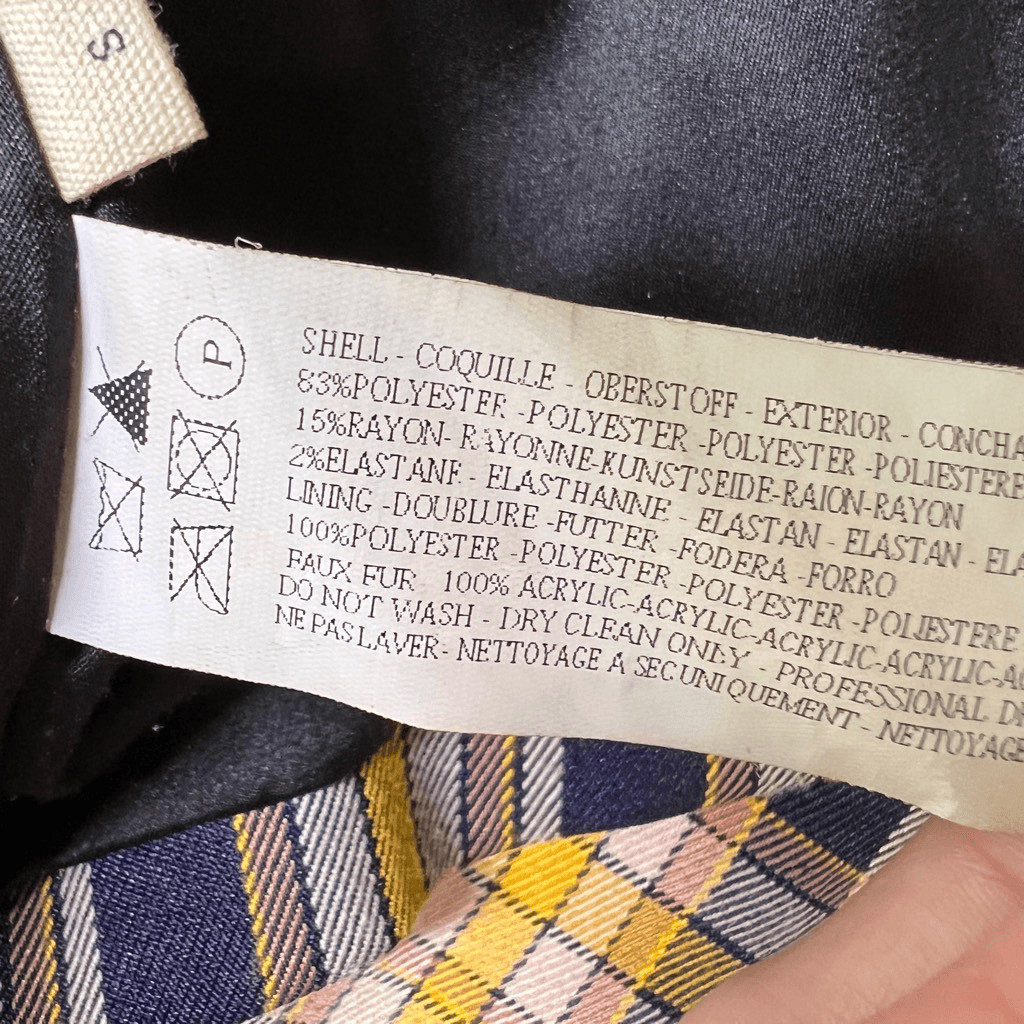 S
P
SHELL - COQUILLE - OBERSTOFF - EXTERIOR - CONCHA
83%POLYESTER -POLYESTER -POLYESTER -POLIESTERE
15%RAYON- RAYONNE-KUNSTSEIDE-RAION-RAYON
2%ELASTANE - ELASTHANNE - ELASTAN - ELASTAN - ELA
LINING -DOUBLURE -FUTTER -FODERA -FORRO
100%POLYESTER -POLYESTER -POLYESTER -POLIESTERE
FAUX FUR 100% ACRYLIC-ACRYLIC-ACRYLIC-ACRYLIC-A
DO NOT WASH - DRY CLEAN ONLY - PROFESSIONAL D
NE PAS LAVER- NETTOYAGE A SEC UNIQUEMENT - NETTOYAGE